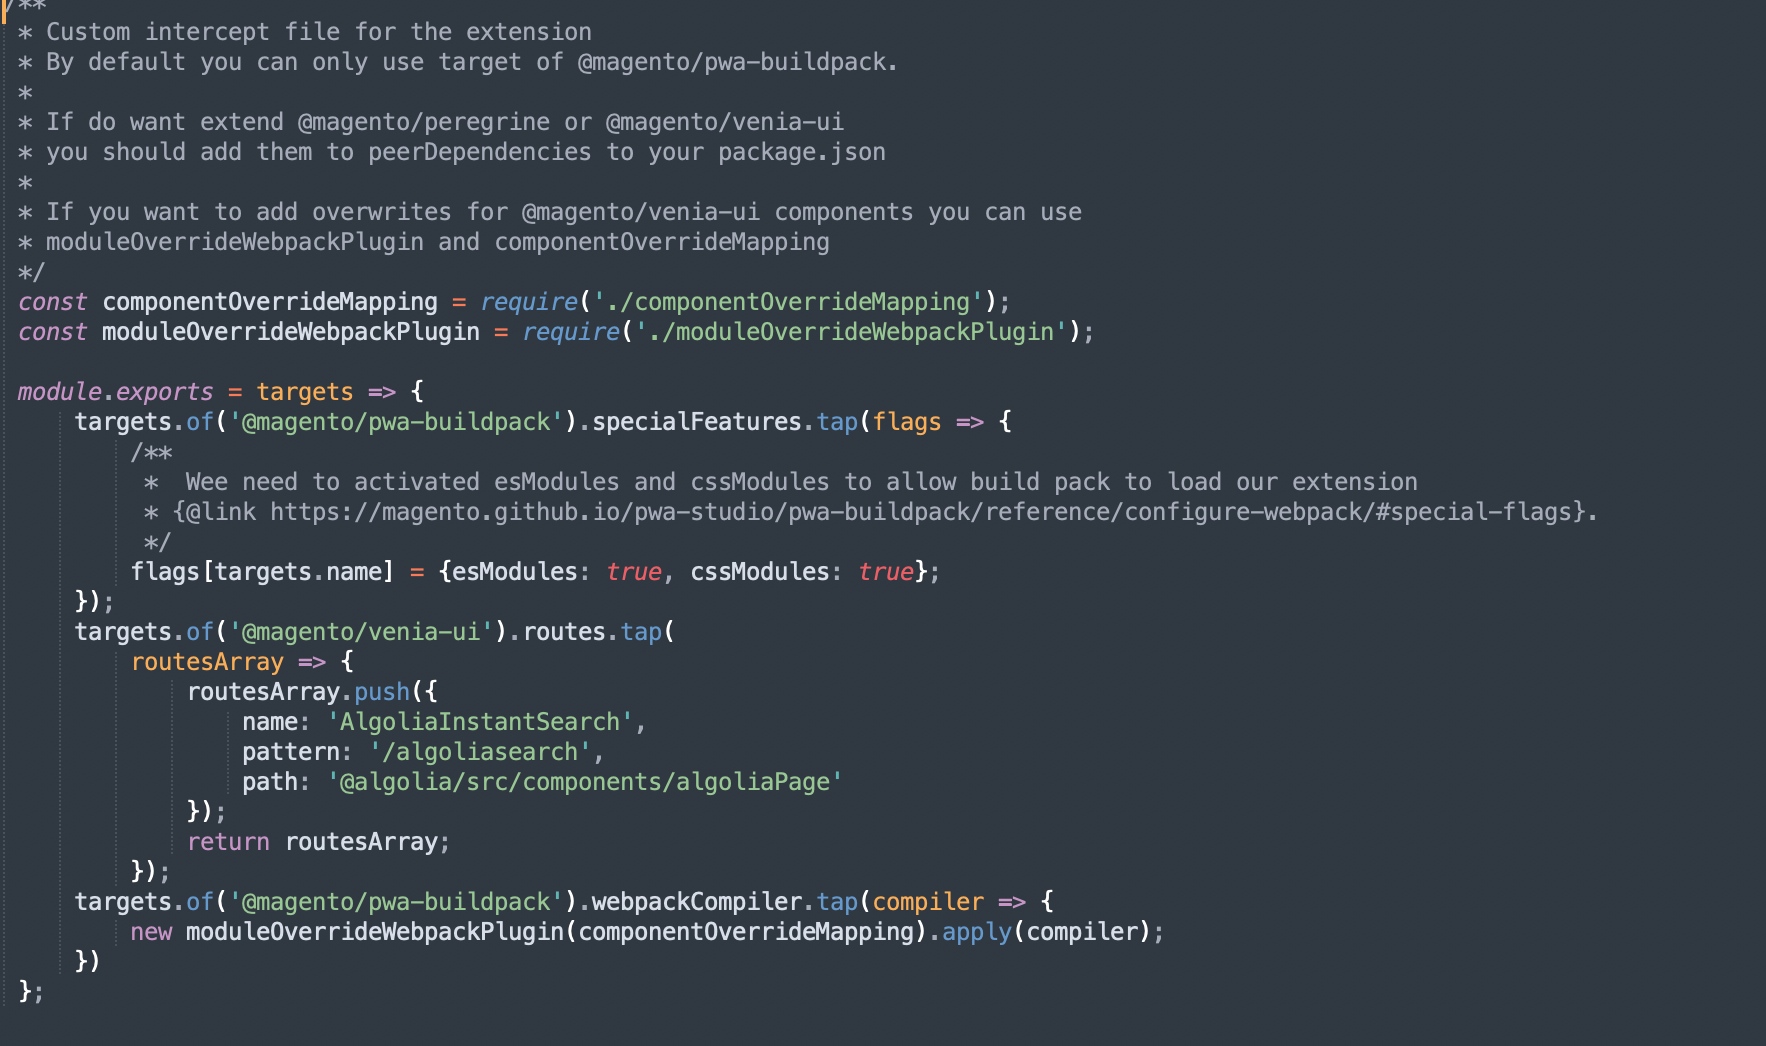 /**
* Custom intercept file for the extension
* By default you can only use target of @magento/pwa-buildpack.
*
* If do want extend @magento/peregrine or @magento/venia-ui
* you should add them to peerDependencies to your package.json
*
* If you want to add overwrites for @magento/venia-ui components you can use
* moduleOverrideWebpackPlugin and componentOverrideMapping
*/
const componentOverrideMapping = require('./componentOverrideMapping');
const moduleOverrideWebpackPlugin = require('./moduleOverrideWebpackPlugin');

module.exports = targets => {
    targets.of('@magento/pwa-buildpack').specialFeatures.tap(flags => {
        /**
         *  Wee need to activated esModules and cssModules to allow build pack to load our extension
         * {@link https://magento.github.io/pwa-studio/pwa-buildpack/reference/configure-webpack/#special-flags}.
         */
        flags[targets.name] = {esModules: true, cssModules: true};
    });
    targets.of('@magento/venia-ui').routes.tap(
        routesArray => {
            routesArray.push({
                name: 'AlgoliaInstantSearch',
                pattern: '/algoliasearch',
                path: '@algolia/src/components/algoliaPage'
            });
            return routesArray;
        });
    targets.of('@magento/pwa-buildpack').webpackCompiler.tap(compiler => {
        new moduleOverrideWebpackPlugin(componentOverrideMapping).apply(compiler);
    })
};